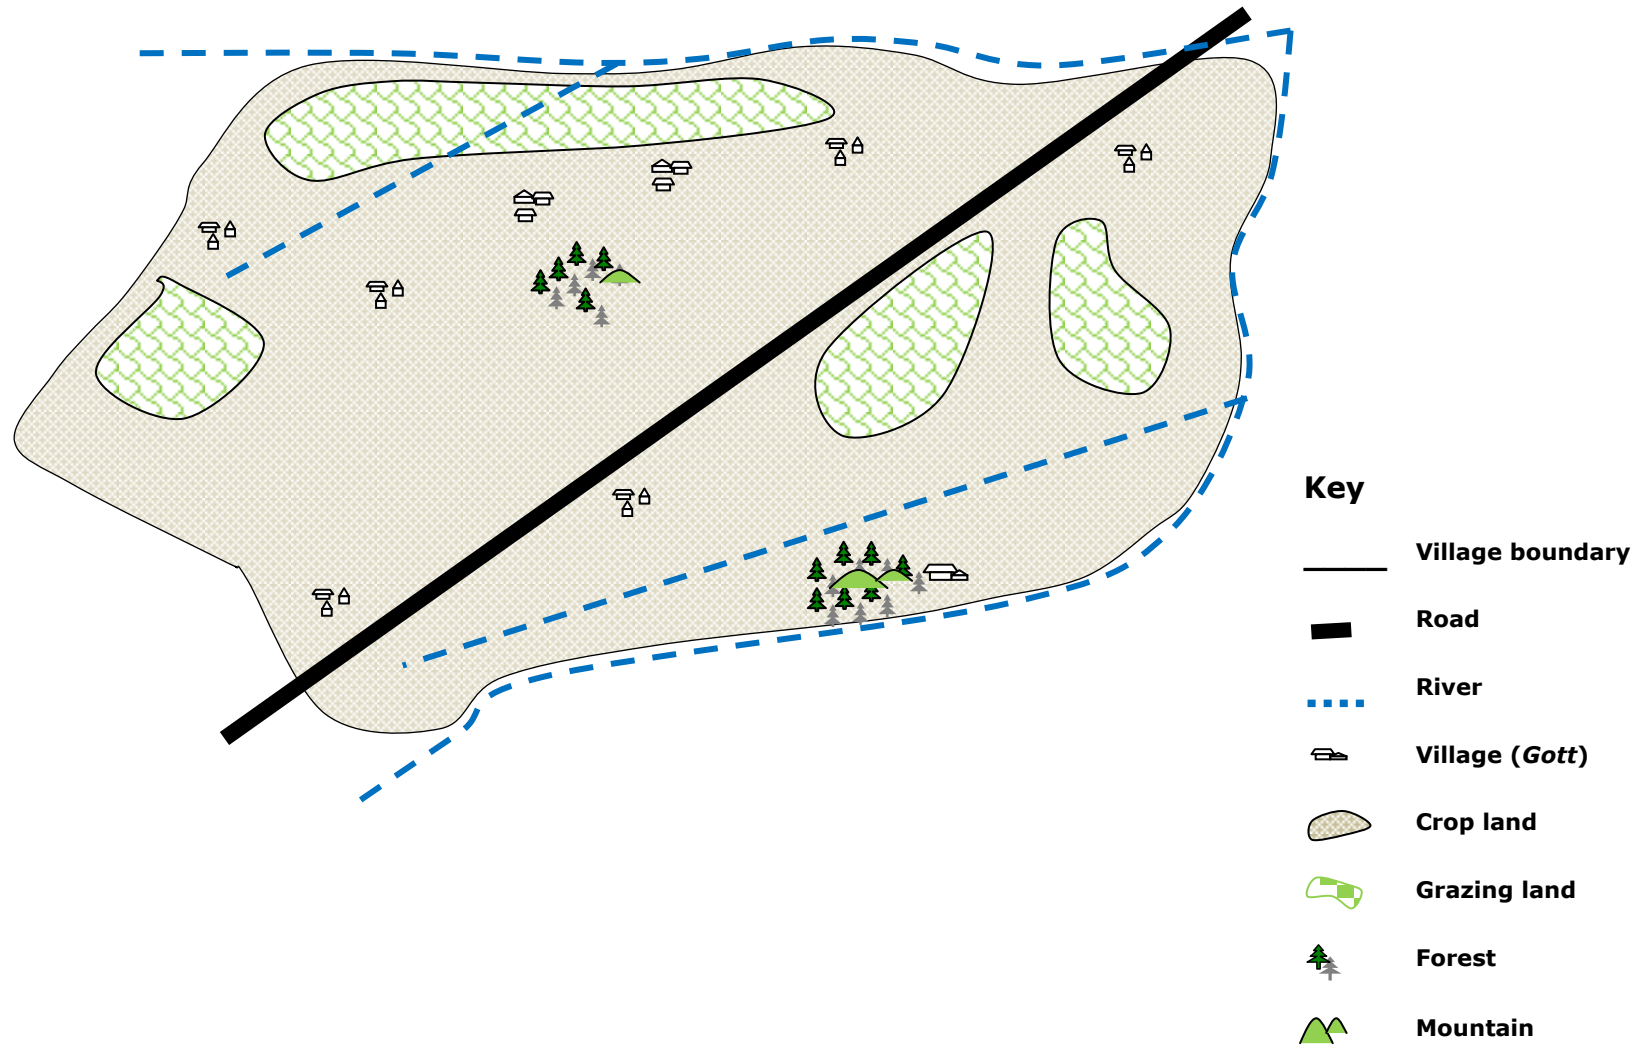 Key
Village boundary
Road
River
Village (Gott)
Crop land
Grazing land
Forest
Mountain